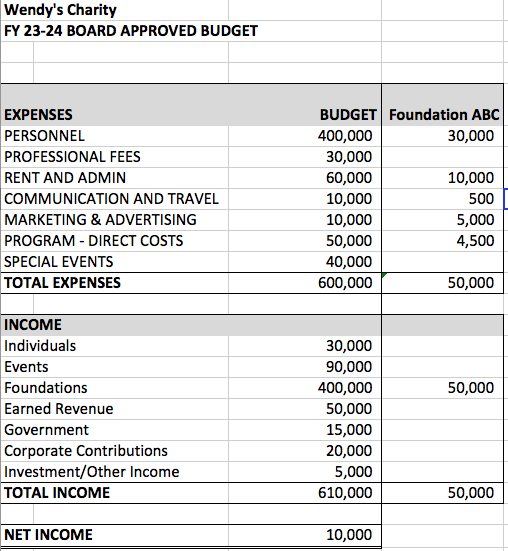 Wendy's Charity
FY 23-24 BOARD APPROVED BUDGET
EXPENSES BUDGET Foundation ABC
PERSONNEL 400,000 30,000
PROFESSIONAL FEES 30,000
RENT AND ADMIN 60,000 10,000
COMMUNICATION AND TRAVEL 10,000 500
MARKETING & ADVERTISING 10,000 5,000
PROGRAM - DIRECT COSTS 50,000 4,500
SPECIAL EVENTS 40,000
TOTAL EXPENSES 600,000 50,000
INCOME
Individuals 30,000
Events 90,000
Foundations 400,000 50,000
Earned Revenue 50,000
Government 15,000
Corporate Contributions 20,000
Investment/Other Income 5,000
TOTAL INCOME 610,000 50,000
NET INCOME 10,000